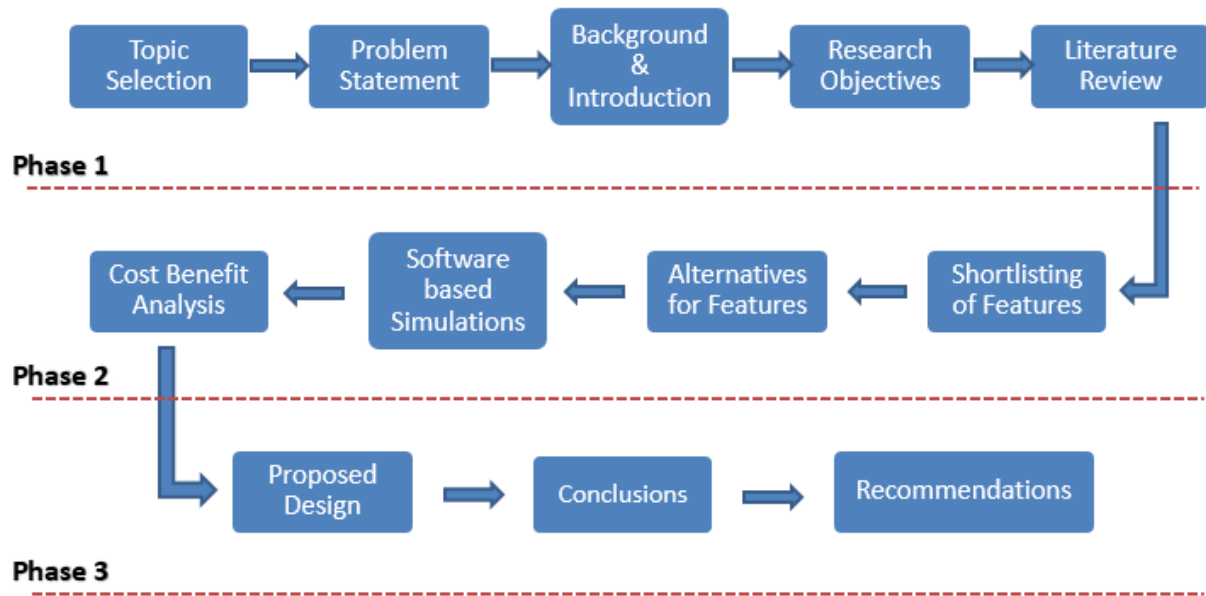 Topic
Selection
Problem
Statement
Background
&
Introduction
Research
Objectives
Literature
Review
Phase 1
Shortlisting
of Features
Alternatives
for Features
Software
based
Simulations
Cost Benefit
Analysis
Phase 2
Proposed
Design
Conclusions
Recommendations
Phase 3